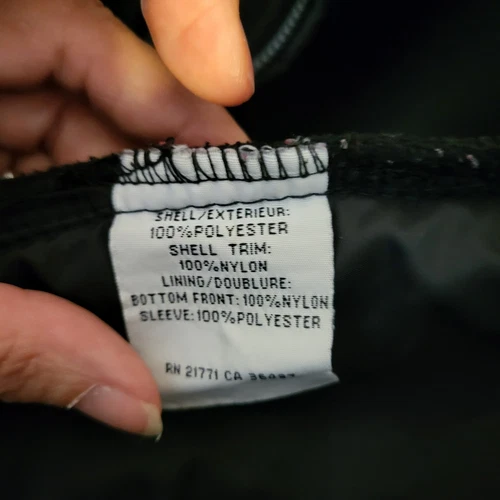 SHELL/EXTERIEUR:
100%POLYESTER
SHELL TRIM:
100%NYLON
LINING/DOUBLURE:
BOTTOM FRONT:100%NYLON
SLEEVE:100%POLYESTER
RN 21771 CA